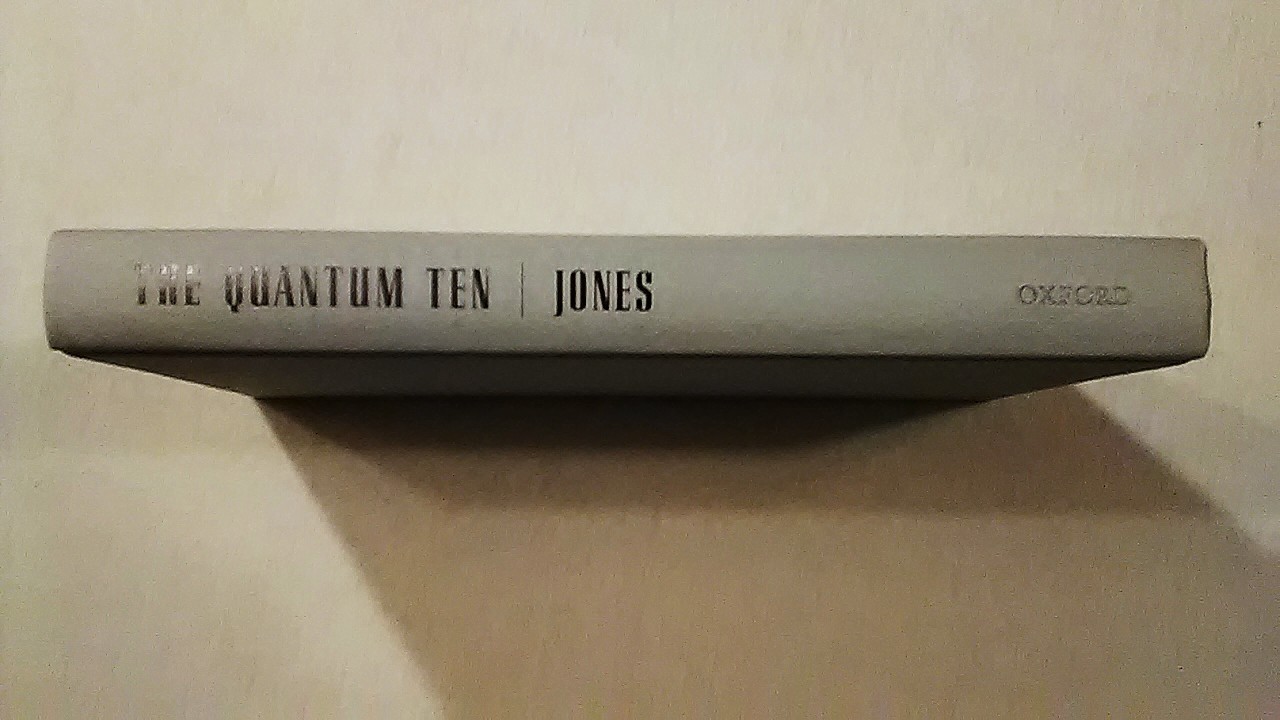 THE QUANTUM TEN | JONES OXFORD